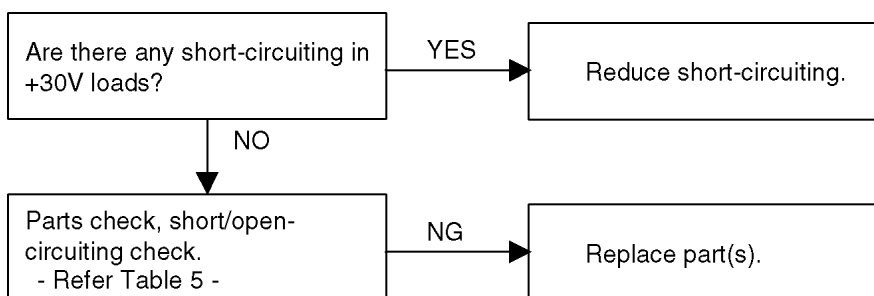 Are there any short-circuiting in
+30V loads?
YES
Reduce short-circuiting.
NO
Parts check, short/open-
circuiting check.
- Refer Table 5 -
NG
Replace part(s).